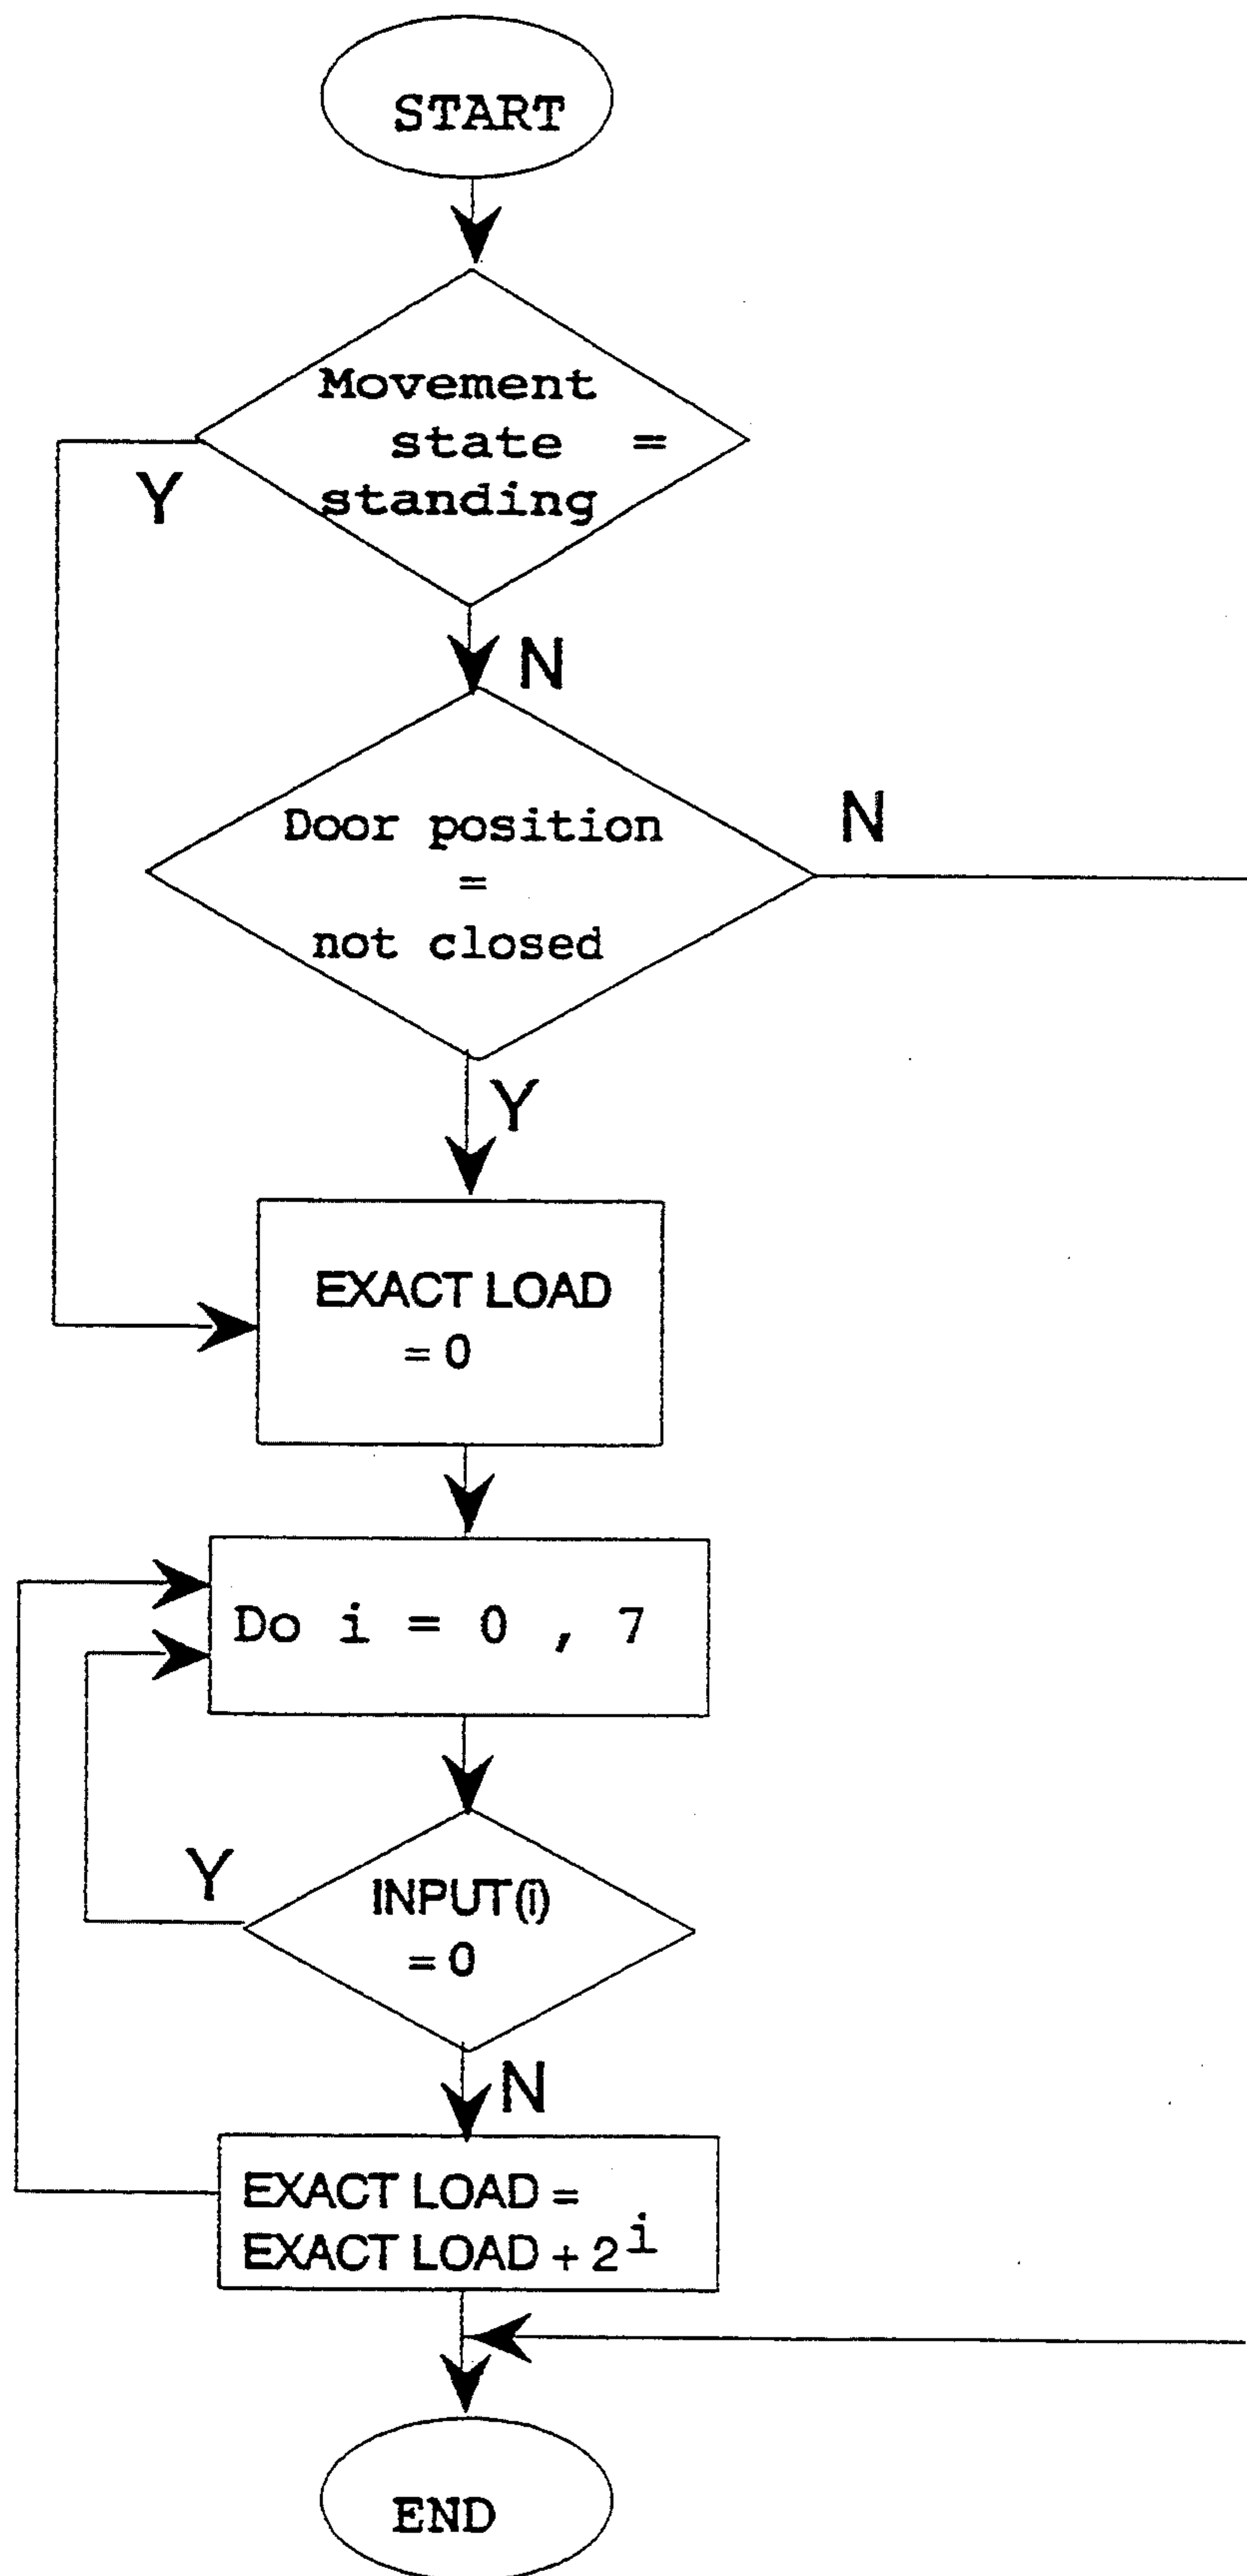 START
Movement
state =
standing
Y
N
Door position
=
not closed
N
Y
EXACT LOAD
= 0
Do i = 0 , 7
Y
INPUT(I)
= 0
N
EXACT LOAD =
EXACT LOAD + 2^i
END